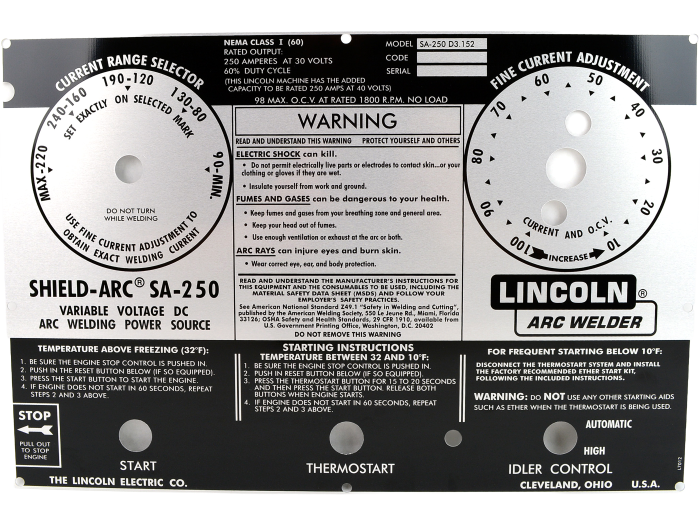 NEMA CLASS I (60)
RATED OUTPUT:
250 AMPERES AT 30 VOLTS
60% DUTY CYCLE
(THIS LINCOLN MACHINE HAS THE ADDED
CAPACITY TO BE RATED 250 AMPS AT 40 VOLTS)
98 MAX. O.C.V. AT RATED 1800 R.P.M. NO LOAD
MODEL SA-250 D3.152
CODE
SERIAL
CURRENT RANGE SELECTOR
MAX-220
240-160
190-120
130-80
90-MIN.
SET EXACTLY ON SELECTED MARK
DO NOT TURN
WHILE WELDING
USE FINE CURRENT ADJUSTMENT TO
OBTAIN EXACT WELDING CURRENT
WARNING
READ AND UNDERSTAND THIS WARNING PROTECT YOURSELF AND OTHERS
ELECTRIC SHOCK can kill.
• Do not permit electrically live parts or electrodes to contact skin...or your
clothing or gloves if they are wet.
• Insulate yourself from work and ground.
FUMES AND GASES can be dangerous to your health.
• Keep fumes and gases from your breathing zone and general area.
• Keep your head out of fumes.
• Use enough ventilation or exhaust at the arc or both.
ARC RAYS can injure eyes and burn skin.
• Wear correct eye, ear, and body protection.
READ AND UNDERSTAND THE MANUFACTURER'S INSTRUCTIONS FOR
THIS EQUIPMENT AND THE CONSUMABLES TO BE USED, INCLUDING THE
MATERIAL SAFETY DATA SHEET (MSDS) AND FOLLOW YOUR
EMPLOYER'S SAFETY PRACTICES.
See American National Standard Z49.1 "Safety in Welding and Cutting",
published by the American Welding Society, 550 Le Jeune Rd., Miami, Florida
33126; OSHA Safety and Health Standards, 29 CFR 1910, available from
U.S. Government Printing Office, Washington, D.C. 20402
DO NOT REMOVE THIS WARNING
FINE CURRENT ADJUSTMENT
100
90
80
70
60
50
40
30
20
10
CURRENT AND O.C.V.
INCREASE
SHIELD-ARC® SA-250
VARIABLE VOLTAGE DC
ARC WELDING POWER SOURCE
LINCOLN®
ARC WELDER
TEMPERATURE ABOVE FREEZING (32°F):
1. BE SURE THE ENGINE STOP CONTROL IS PUSHED IN.
2. PUSH IN THE RESET BUTTON BELOW (IF SO EQUIPPED).
3. PRESS THE START BUTTON TO START THE ENGINE.
4. IF ENGINE DOES NOT START IN 60 SECONDS, REPEAT
STEPS 2 AND 3 ABOVE.
STARTING INSTRUCTIONS
TEMPERATURE BETWEEN 32 AND 10°F:
1. BE SURE THE ENGINE STOP CONTROL IS PUSHED IN.
2. PUSH IN RESET BUTTON BELOW (IF SO EQUIPPED).
3. PRESS THE THERMOSTART BUTTON FOR 15 TO 20 SECONDS
AND THEN PRESS THE START BUTTON. RELEASE BOTH
BUTTONS WHEN ENGINE STARTS.
4. IF ENGINE DOES NOT START IN 60 SECONDS, REPEAT
STEPS 2 AND 3 ABOVE.
FOR FREQUENT STARTING BELOW 10°F:
DISCONNECT THE THERMOSTART SYSTEM AND INSTALL
THE FACTORY RECOMMENDED ETHER START KIT,
FOLLOWING THE INCLUDED INSTRUCTIONS.
WARNING: DO NOT USE ANY OTHER STARTING AIDS
SUCH AS ETHER WHEN THE THERMOSTART IS BEING USED.
STOP
PULL OUT
TO STOP
ENGINE
START
THERMOSTART
AUTOMATIC
HIGH
IDLER CONTROL
THE LINCOLN ELECTRIC CO.
CLEVELAND, OHIO U.S.A.